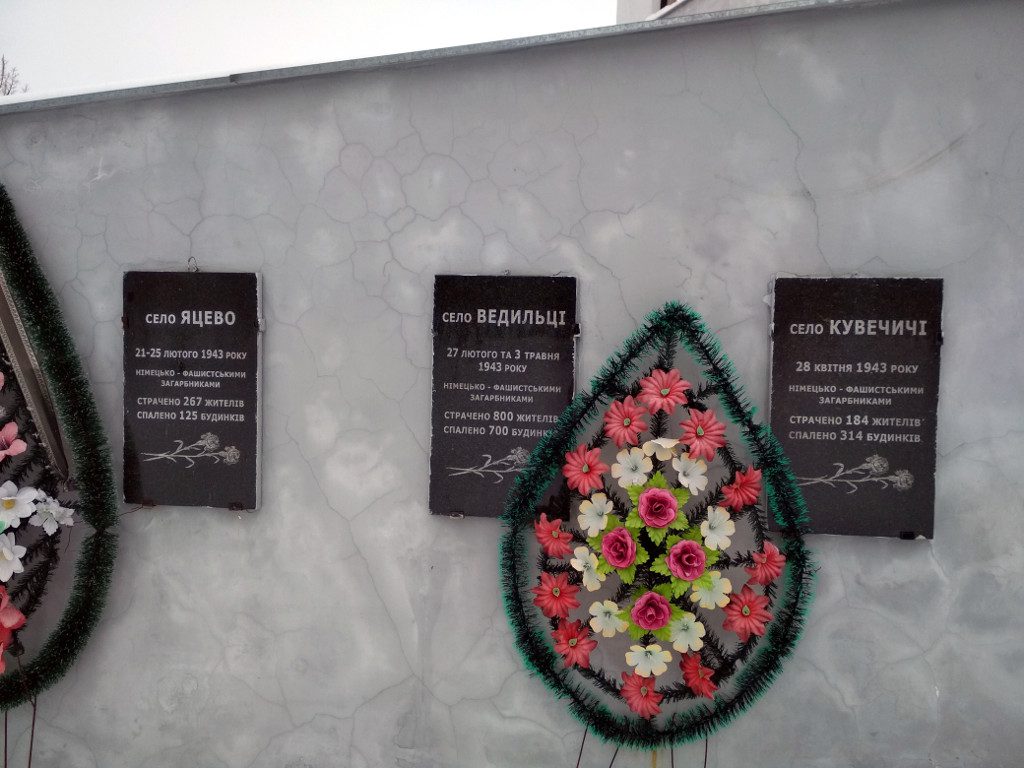 СЕЛО ЯЦЕВО
21-25 ЛЮТОГО 1943 РОКУ
НІМЕЦЬКО - ФАШИСТСЬКИМИ
ЗАГАРБНИКАМИ
СТРАЧЕНО 267 ЖИТЕЛІВ
СПАЛЕНО 125 БУДИНКІВ
СЕЛО ВЕДИЛЬЦІ
27 ЛЮТОГО ТА 3 ТРАВНЯ
1943 РОКУ
НІМЕЦЬКО - ФАШИСТСЬКИМИ
ЗАГАРБНИКАМИ
СТРАЧЕНО 800 ЖИТЕЛІВ
СПАЛЕНО 700 БУДИНК
СЕЛО КУВЕЧИЧІ
28 КВІТНЯ 1943 РОКУ
НІМЕЦЬКО - ФАШИСТСЬКИМИ
ЗАГАРБНИКАМИ
СТРАЧЕНО 184 ЖИТЕЛІВ
СПАЛЕНО 314 БУДИНКІВ